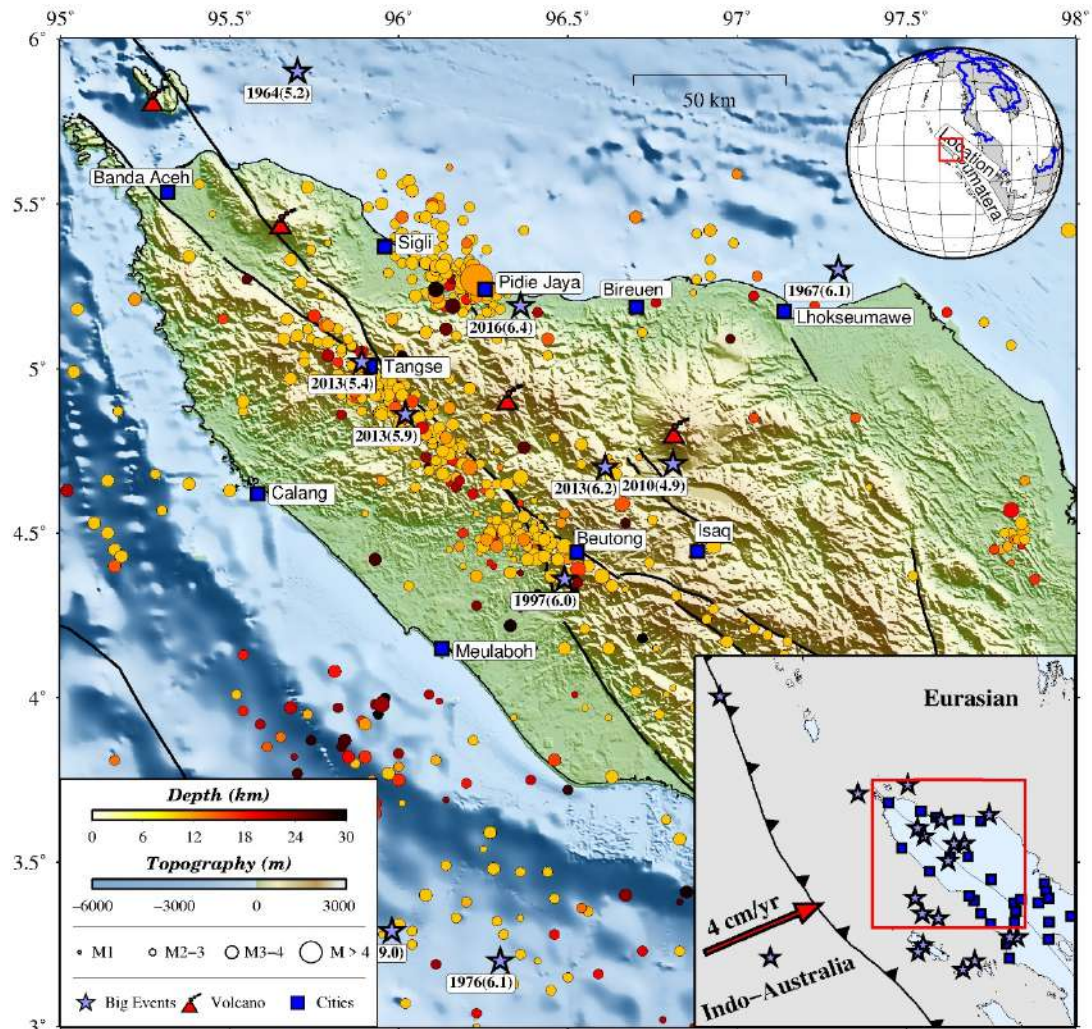 95° 95.5° 96° 96.5° 97° 97.5° 98°
6°
5.5°
5°
4.5°
4°
3.5°
3°
1964(5.2)
50 km
Location
Sumatera
Banda Aceh
Sigli
Pidie Jaya
Bireuen
1967(6.1)
Lhokseumawe
2016(6.4)
Tangse
2013(5.4)
2013(5.9)
2013(6.2)
2010(4.9)
Calang
Isaq
Beutong
1997(6.0)
Meulaboh
9.0)
1976(6.1)
Depth (km)
0 6 12 18 24 30
Topography (m)
−6000 −3000 0 3000
M1 M2−3 M3−4 M > 4
Big Events Volcano Cities
Eurasian
4 cm/yr
Indo−Australia